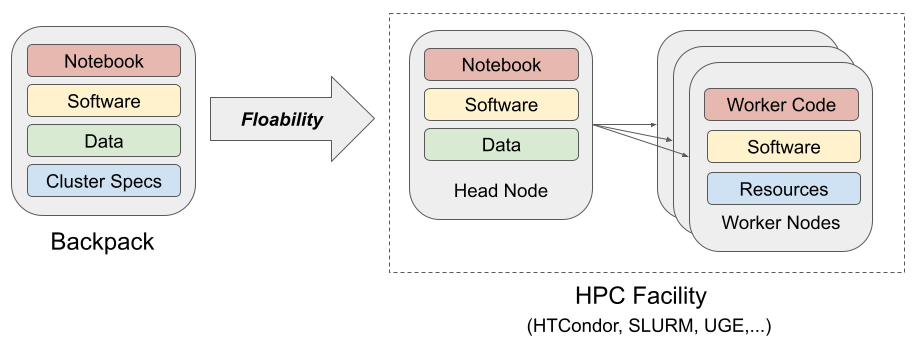 Notebook
Software
Data
Cluster Specs
Backpack
Floability
Notebook
Software
Data
Head Node
Worker Code
Software
Resources
Worker Nodes
HPC Facility
(HTCondor, SLURM, UGE,...)